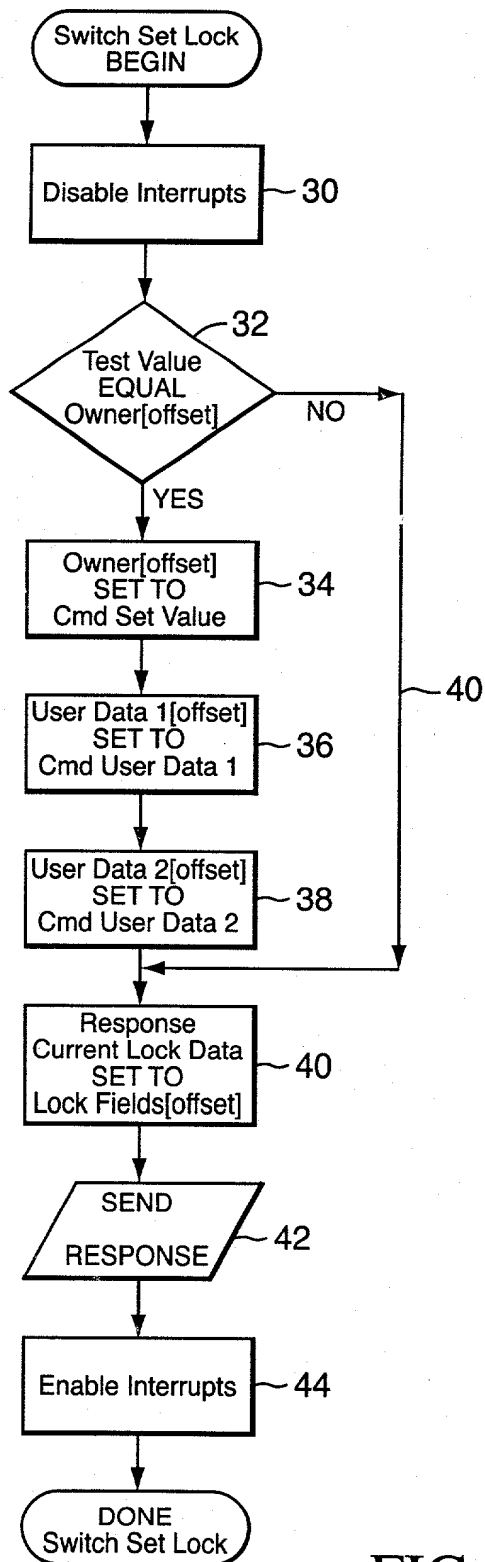 Switch Set Lock
BEGIN
Disable Interrupts
30
32
Test Value
EQUAL
Owner[offset]
NO
YES
Owner[offset]
SET TO
Cmd Set Value
34
40
User Data 1[offset]
SET TO
Cmd User Data 1
36
User Data 2[offset]
SET TO
Cmd User Data 2
38
Response
Current Lock Data
SET TO
Lock Fields[offset]
40
SEND
RESPONSE
42
Enable Interrupts
44
DONE
Switch Set Lock